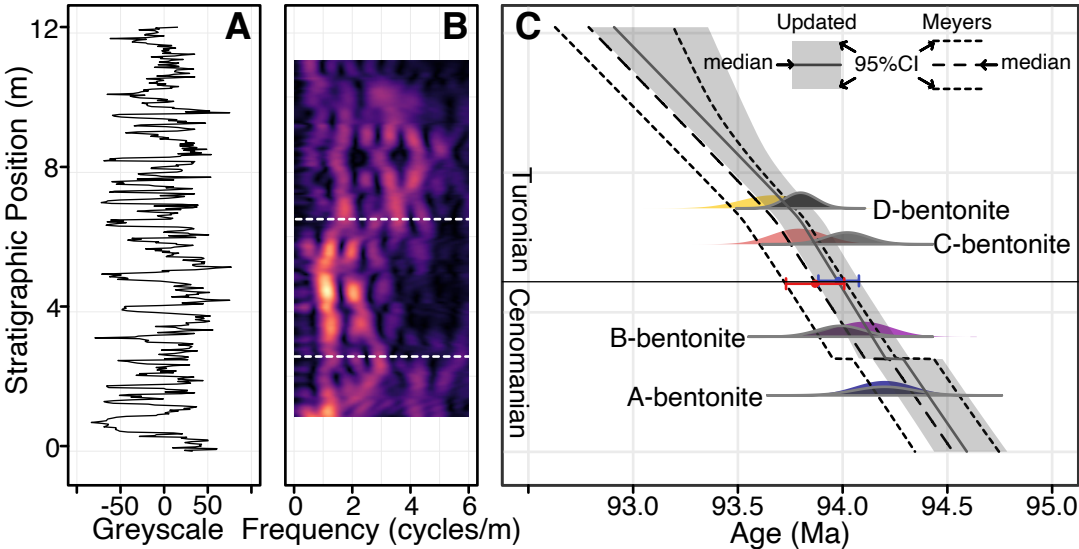 A
B
C
Updated
Meyers
median
95%CI
median
Stratigraphic Position (m)
12
8
4
0
Turonian
Cenomanian
D-bentonite
C-bentonite
B-bentonite
A-bentonite
-50 0 50
0 2 4 6
93.0 93.5 94.0 94.5 95.0
Greyscale
Frequency (cycles/m)
Age (Ma)